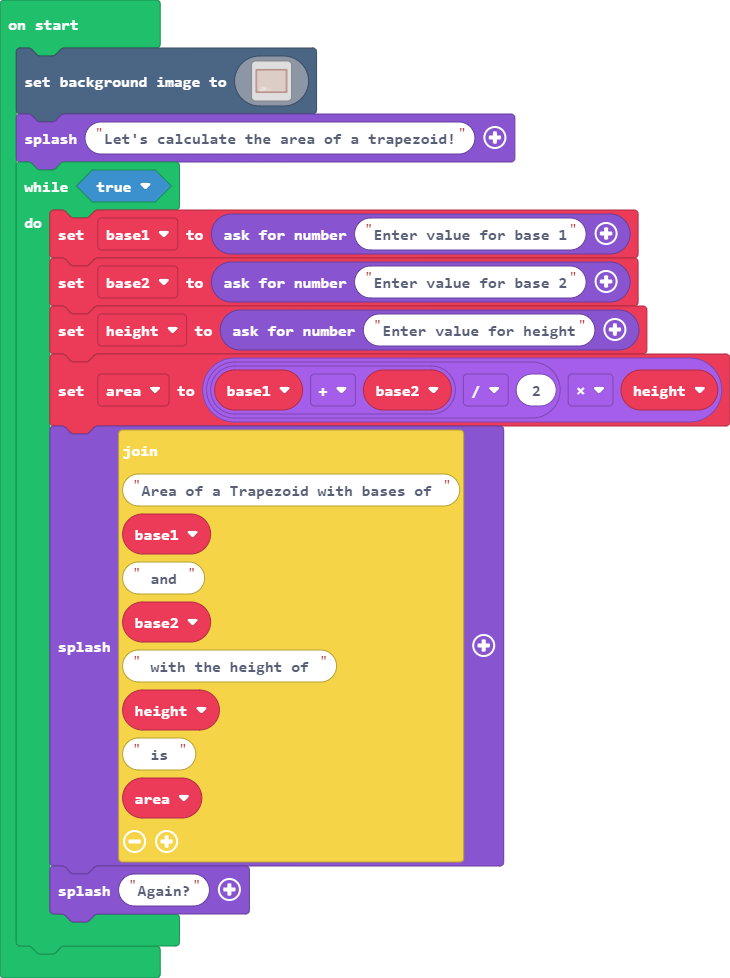 on start
set background image to
splash "Let's calculate the area of a trapezoid!"
while true
do
set base1 to ask for number "Enter value for base 1"
set base2 to ask for number "Enter value for base 2"
set height to ask for number "Enter value for height"
set area to base1 + base2 / 2 × height
join
"Area of a Trapezoid with bases of "
base1
" and "
base2
splash
" with the height of "
height
" is "
area
splash "Again?"